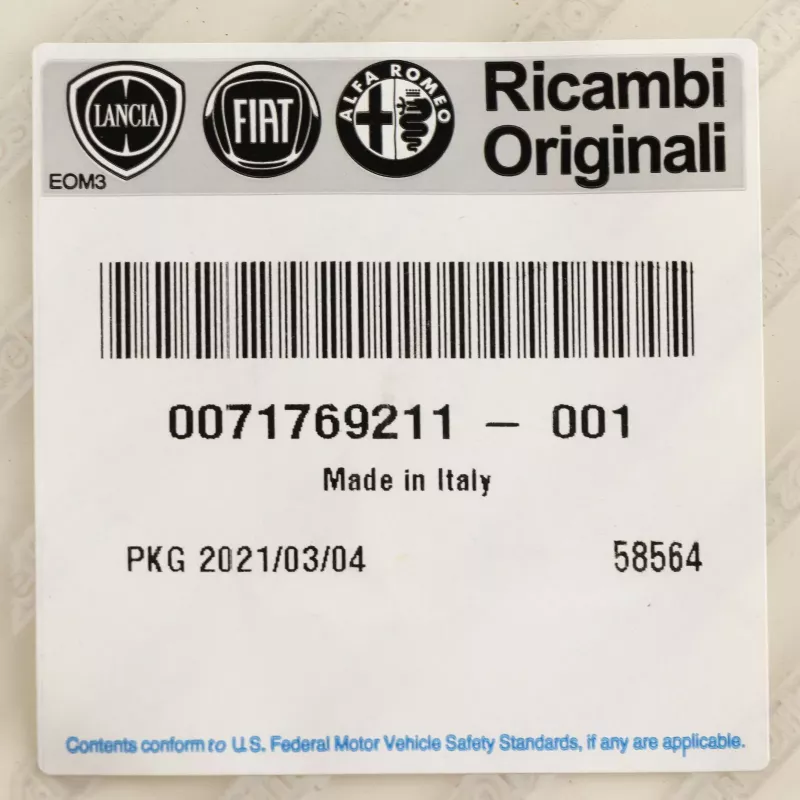 LANCIA
FIAT
ALFA ROMEO
Ricambi
Originali
EOM3
0071769211 – 001
Made in Italy
PKG 2021/03/04
58564
Contents conform to U.S. Federal Motor Vehicle Safety Standards, if any are applicable.